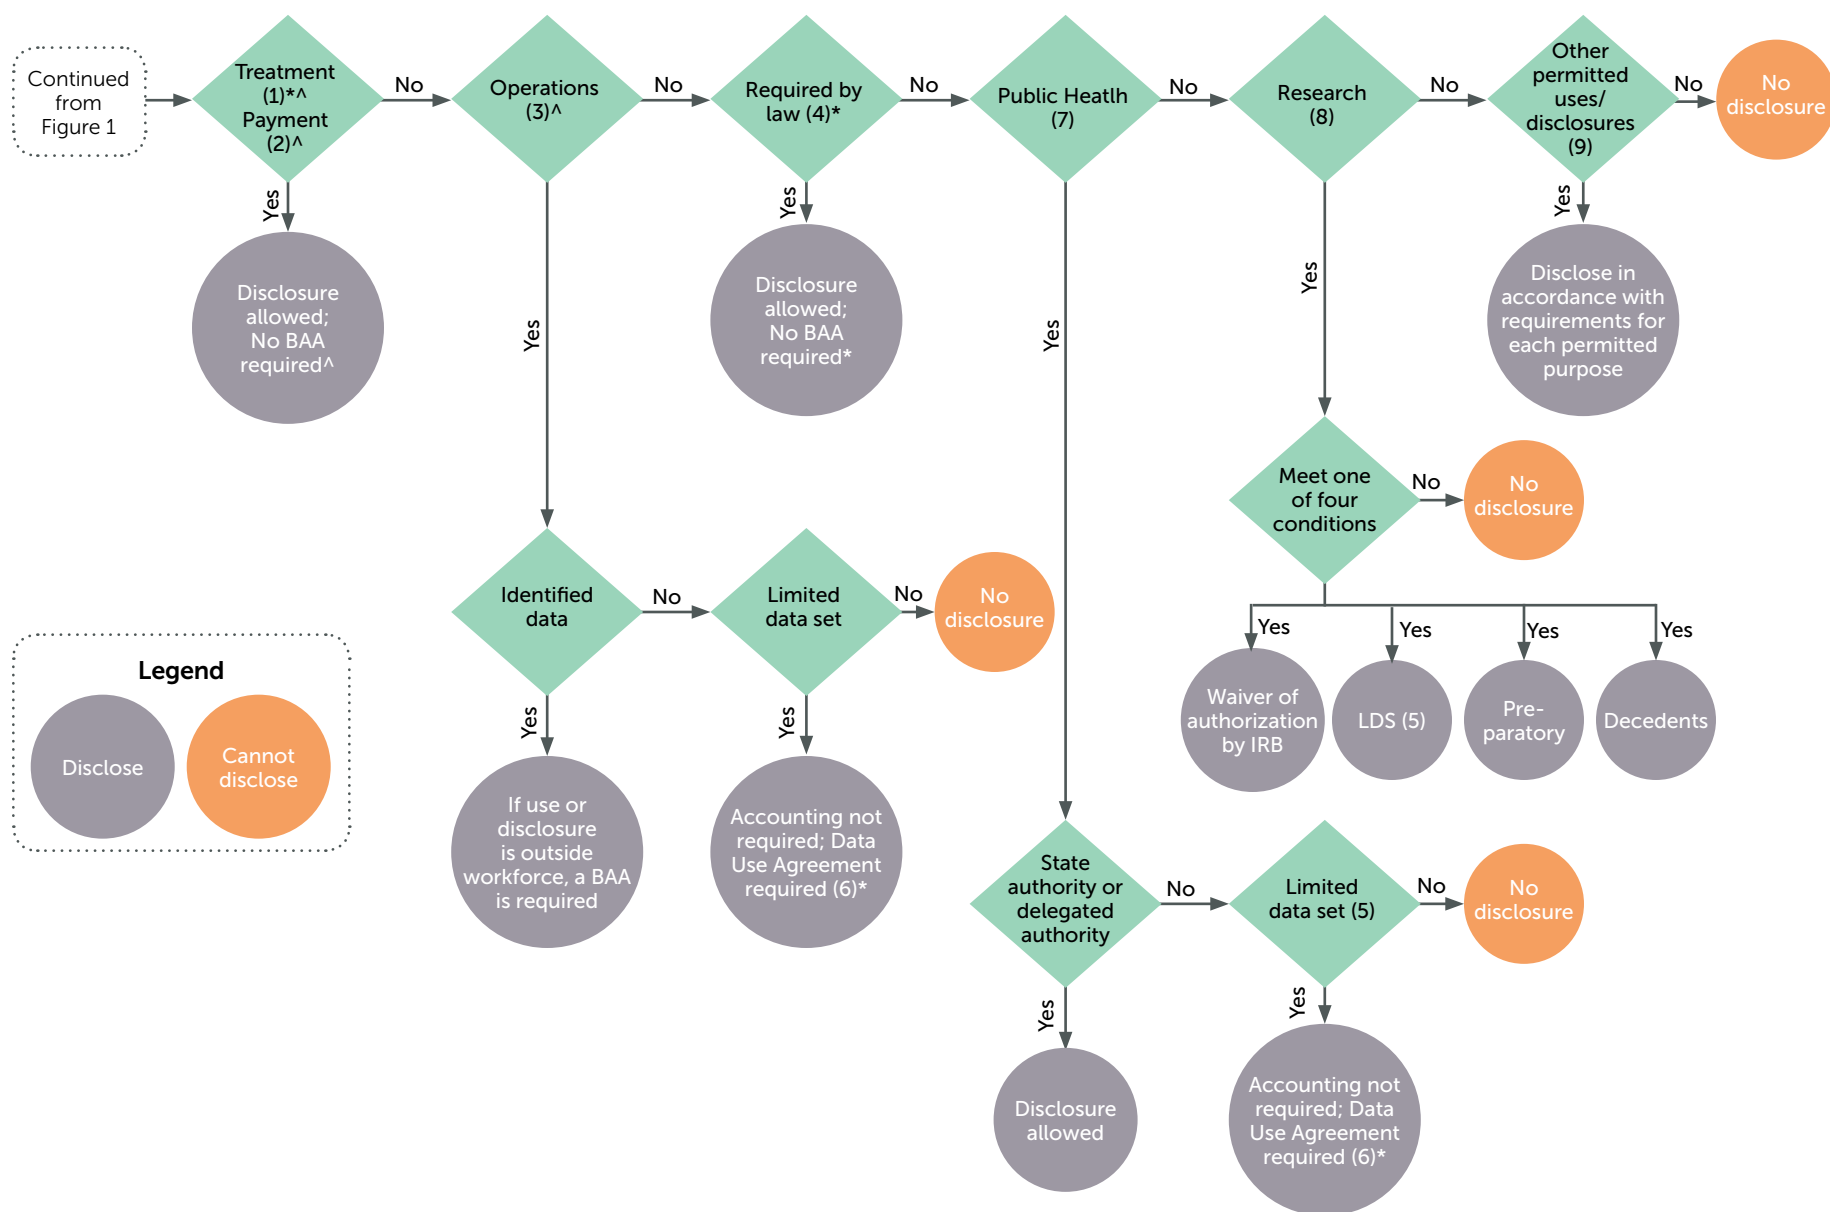 Continued
from
Figure 1
Treatment
(1)*^
Payment
(2)^
No
Operations
(3)^
No
Required by
law (4)*
No
Public Heatlh
(7)
No
Research
(8)
No
Other
permitted
uses/
disclosures
(9)
No
No
disclosure
Yes
Disclosure
allowed;
No BAA
required^
Yes
Yes
Disclosure
allowed;
No BAA
required*
Yes
Yes
Yes
Disclose in
accordance with
requirements for
each permitted
purpose
Meet one
of four
conditions
No
No
disclosure
Identified
data
No
Limited
data set
No
No
disclosure
Yes
Yes
Yes
Yes
Waiver of
authorization
by IRB
LDS (5)
Pre-
paratory
Decedents
Legend
Disclose
Cannot
disclose
Yes
If use or
disclosure
is outside
workforce, a BAA
is required
Yes
Accounting not
required; Data
Use Agreement
required (6)*
State
authority or
delegated
authority
No
Limited
data set (5)
No
No
disclosure
Yes
Disclosure
allowed
Yes
Accounting not
required; Data
Use Agreement
required (6)*